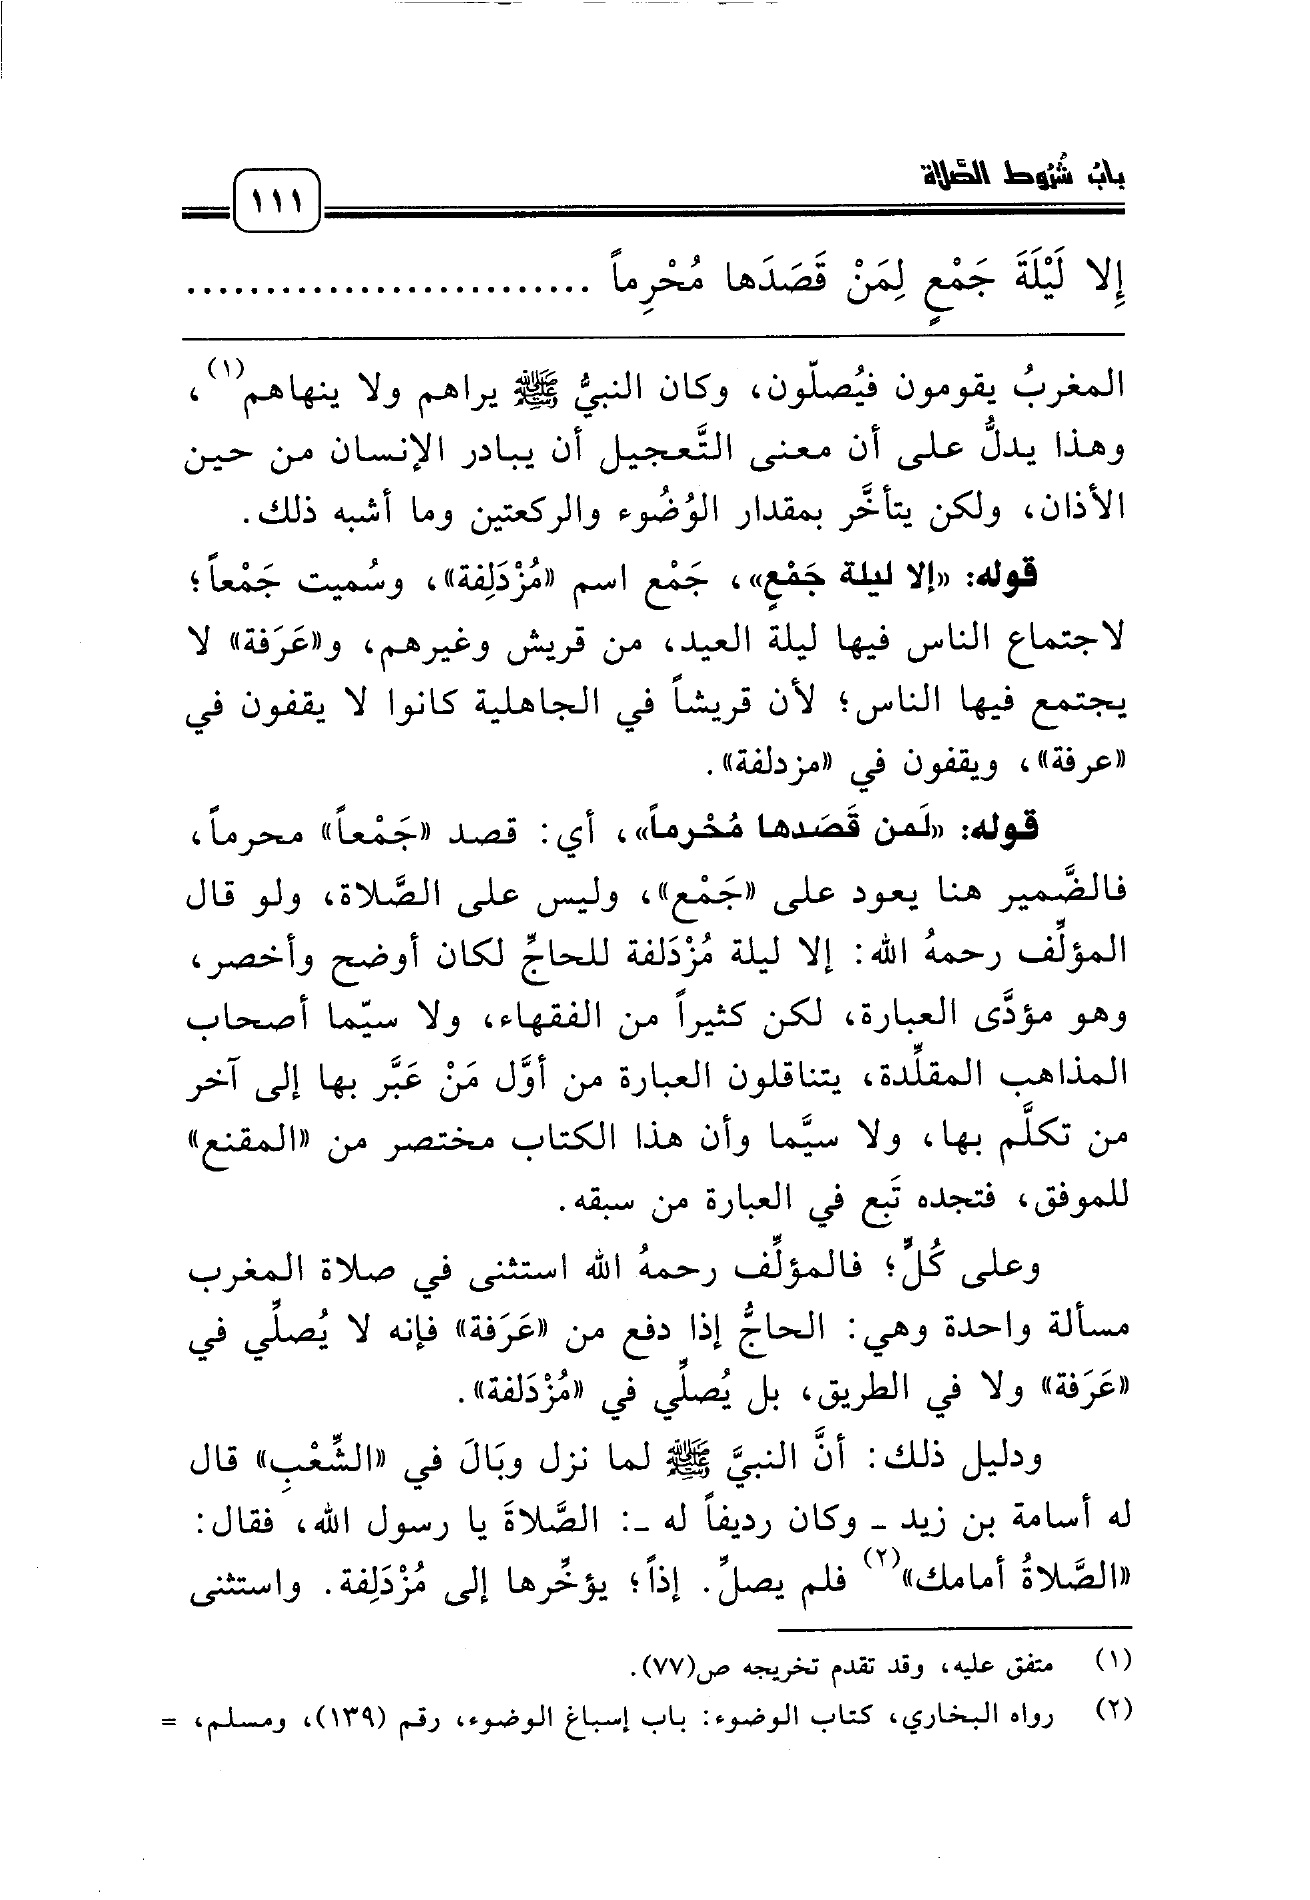 بابُ شُرُوط الصَّلاة
١١١
إِلا لَيْلَةَ جَمْعٍ لِمَنْ قَصَدَها مُحْرِماً ..........................
المغربُ يقومون فيُصلّون، وكان النبيُّ ﷺ يراهم ولا ينهاهم(١)،
وهذا يدلُّ على أن معنى التَّعجيل أن يبادر الإنسان من حين
الأذان، ولكن يتأخَّر بمقدار الوُضُوء والركعتين وما أشبه ذلك.
قوله: «إلا ليلة جَمْعٍ»، جَمْع اسم «مُزْدَلِفة»، وسُميت جَمْعاً؛
لاجتماع الناس فيها ليلة العيد، من قريش وغيرهم، و«عَرَفة» لا
يجتمع فيها الناس؛ لأن قريشاً في الجاهلية كانوا لا يقفون في
«عرفة»، ويقفون في «مزدلفة».
قوله: «لَمن قَصَدها مُحْرماً»، أي: قصد «جَمْعاً» محرماً،
فالضَّمير هنا يعود على «جَمْع»، وليس على الصَّلاة، ولو قال
المؤلِّف رحمهُ الله: إلا ليلة مُزْدَلفة للحاجِّ لكان أوضح وأخصر،
وهو مؤدَّى العبارة، لكن كثيراً من الفقهاء، ولا سيّما أصحاب
المذاهب المقلِّدة، يتناقلون العبارة من أوَّل مَنْ عَبَّر بها إلى آخر
من تكلَّم بها، ولا سيَّما وأن هذا الكتاب مختصر من «المقنع»
للموفق، فتجده تَبِع في العبارة من سبقه.
وعلى كُلٍّ؛ فالمؤلِّف رحمهُ الله استثنى في صلاة المغرب
مسألة واحدة وهي: الحاجُّ إذا دفع من «عَرَفة» فإنه لا يُصلِّي في
«عَرَفة» ولا في الطريق، بل يُصلِّي في «مُزْدَلفة».
ودليل ذلك: أنَّ النبيَّ ﷺ لما نزل وبَالَ في «الشِّعْبِ» قال
له أسامة بن زيد ـ وكان رديفاً له ـ: الصَّلاةَ يا رسول الله، فقال:
«الصَّلاةُ أمامك»(٢) فلم يصلِّ. إذاً؛ يؤخِّرها إلى مُزْدَلِفة. واستثنى
(١) متفق عليه، وقد تقدم تخريجه ص(٧٧).
(٢) رواه البخاري، كتاب الوضوء: باب إسباغ الوضوء، رقم (١٣٩)، ومسلم، =